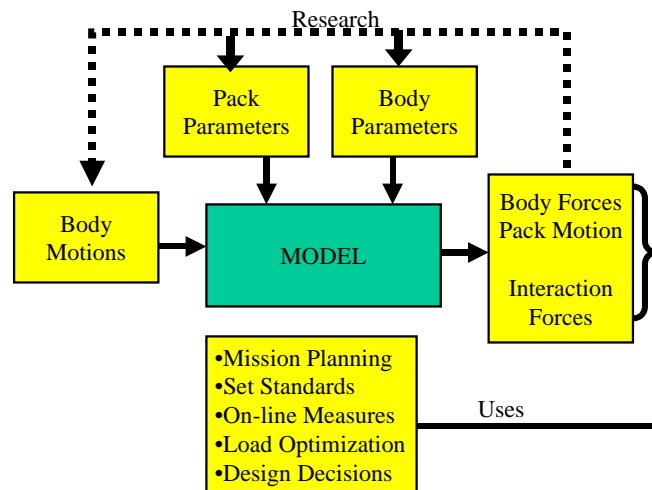 Research
Pack
Parameters
Body
Parameters
Body
Motions
MODEL
Body Forces
Pack Motion
Interaction
Forces
•Mission Planning
•Set Standards
•On-line Measures
•Load Optimization
•Design Decisions
Uses